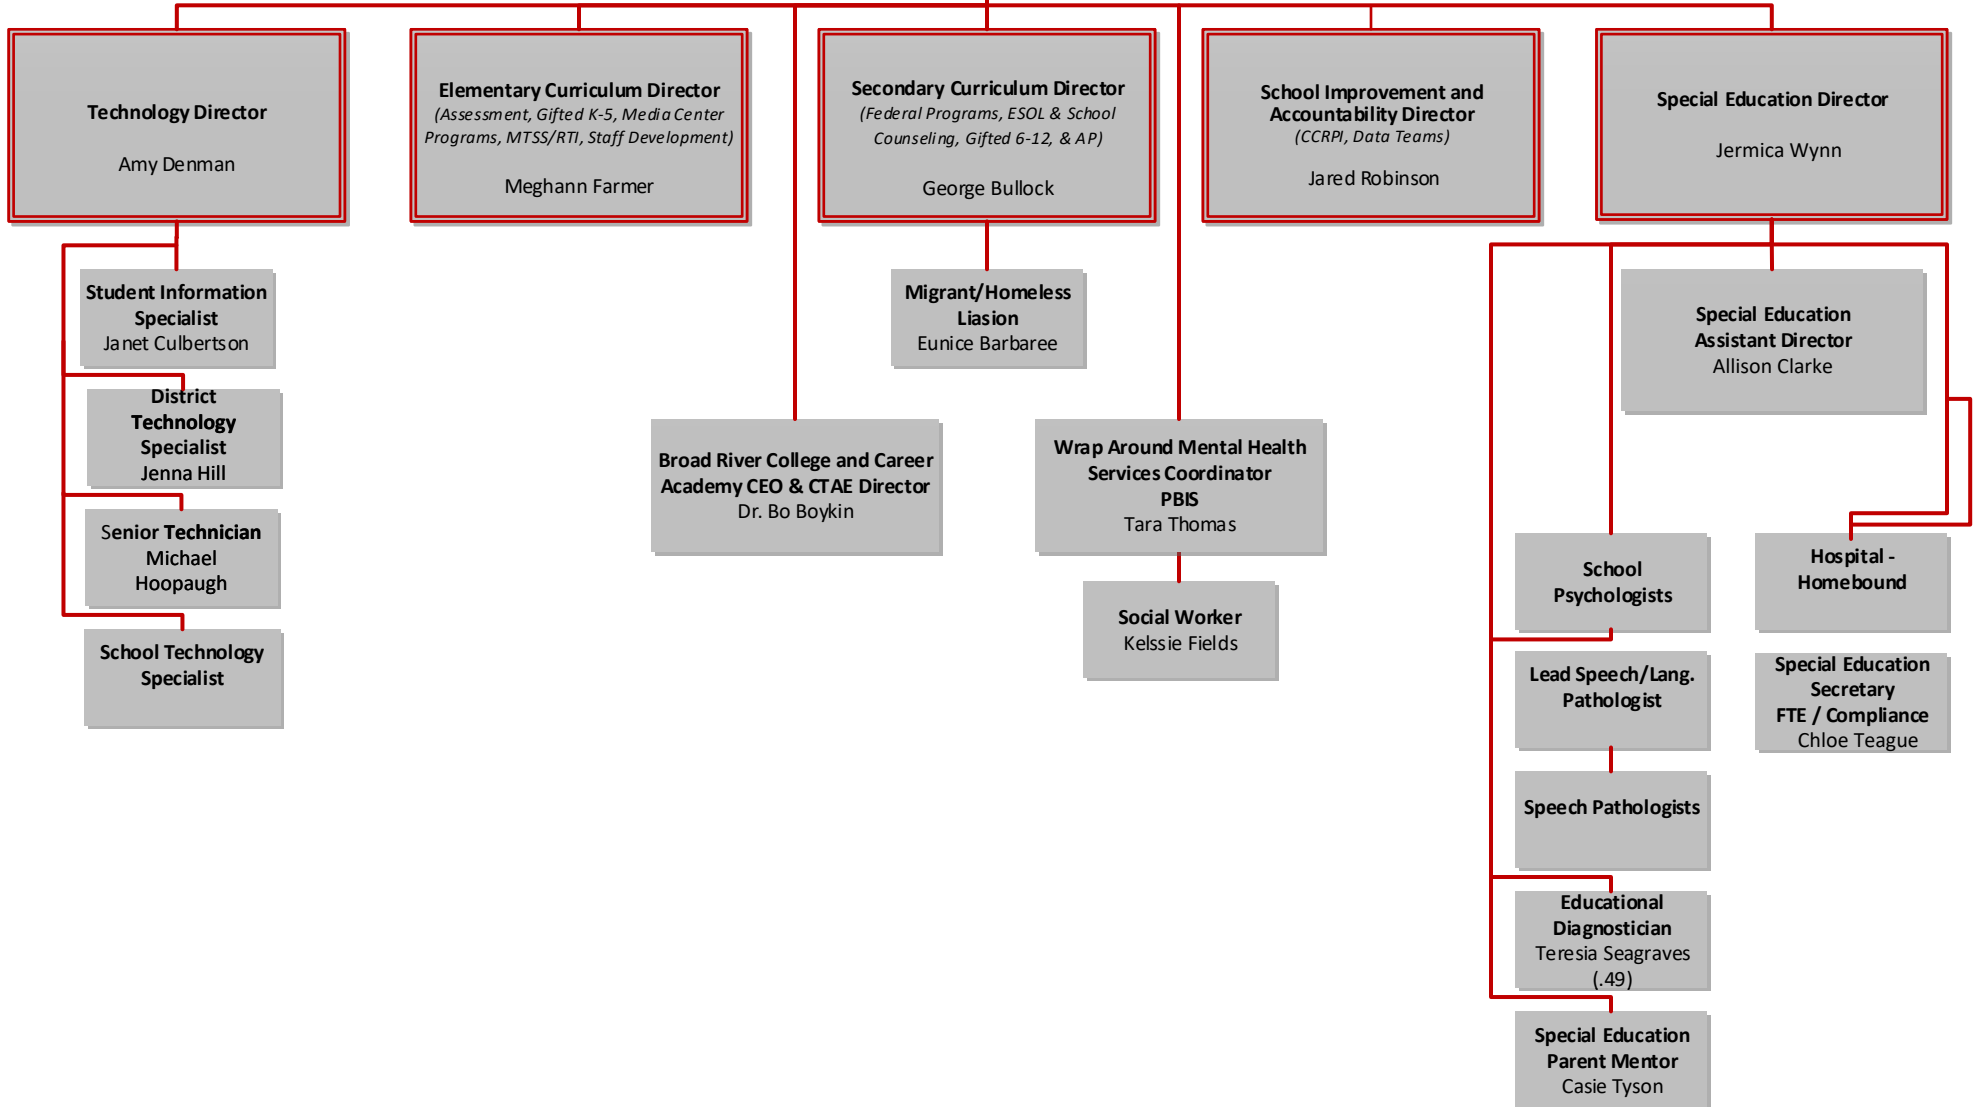 Technology Director
Amy Denman
Elementary Curriculum Director
(Assessment, Gifted K-5, Media Center
Programs, MTSS/RTI, Staff Development)
Meghann Farmer
Secondary Curriculum Director
(Federal Programs, ESOL & School
Counseling, Gifted 6-12, & AP)
George Bullock
School Improvement and
Accountability Director
(CCRPI, Data Teams)
Jared Robinson
Special Education Director
Jermica Wynn
Student Information
Specialist
Janet Culbertson
District
Technology
Specialist
Jenna Hill
Senior Technician
Michael
Hoopaugh
School Technology
Specialist
Broad River College and Career
Academy CEO & CTAE Director
Dr. Bo Boykin
Migrant/Homeless
Liasion
Eunice Barbaree
Wrap Around Mental Health
Services Coordinator
PBIS
Tara Thomas
Social Worker
Kelssie Fields
Special Education
Assistant Director
Allison Clarke
School
Psychologists
Hospital -
Homebound
Lead Speech/Lang.
Pathologist
Special Education
Secretary
FTE / Compliance
Chloe Teague
Speech Pathologists
Educational
Diagnostician
Teresia Seagraves
(.49)
Special Education
Parent Mentor
Casie Tyson